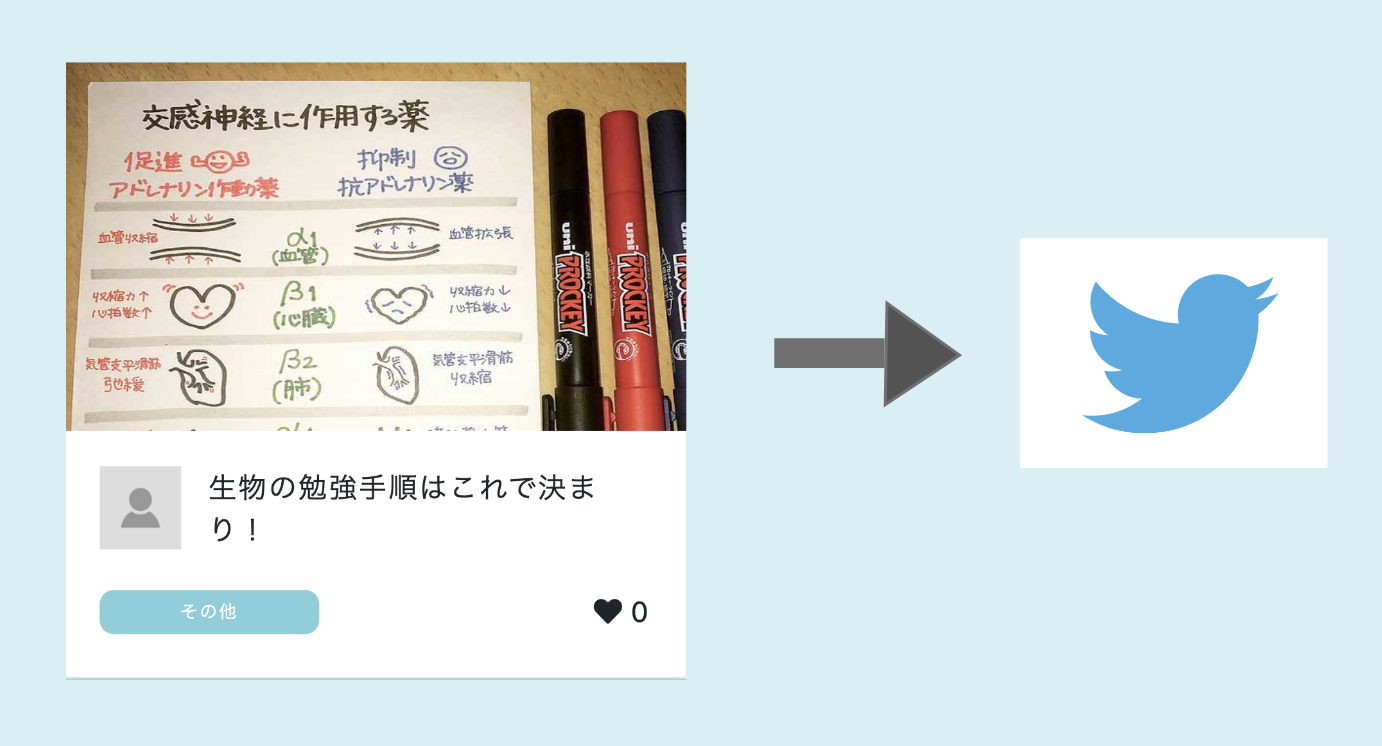 交感神経に作用する薬
促進 抑制
アドレナリン作動薬 抗アドレナリン薬
血管収縮 α1 血管拡張
(血管)
収縮力↑ β1 収縮力↓
心拍数↑ (心臓) 心拍数↓
気管支平滑筋 β2 気管支平滑筋
弛緩 (肺) 収縮
uni PROCKEY uni PROCKEY
生物の勉強手順はこれで決ま
り！
その他 0